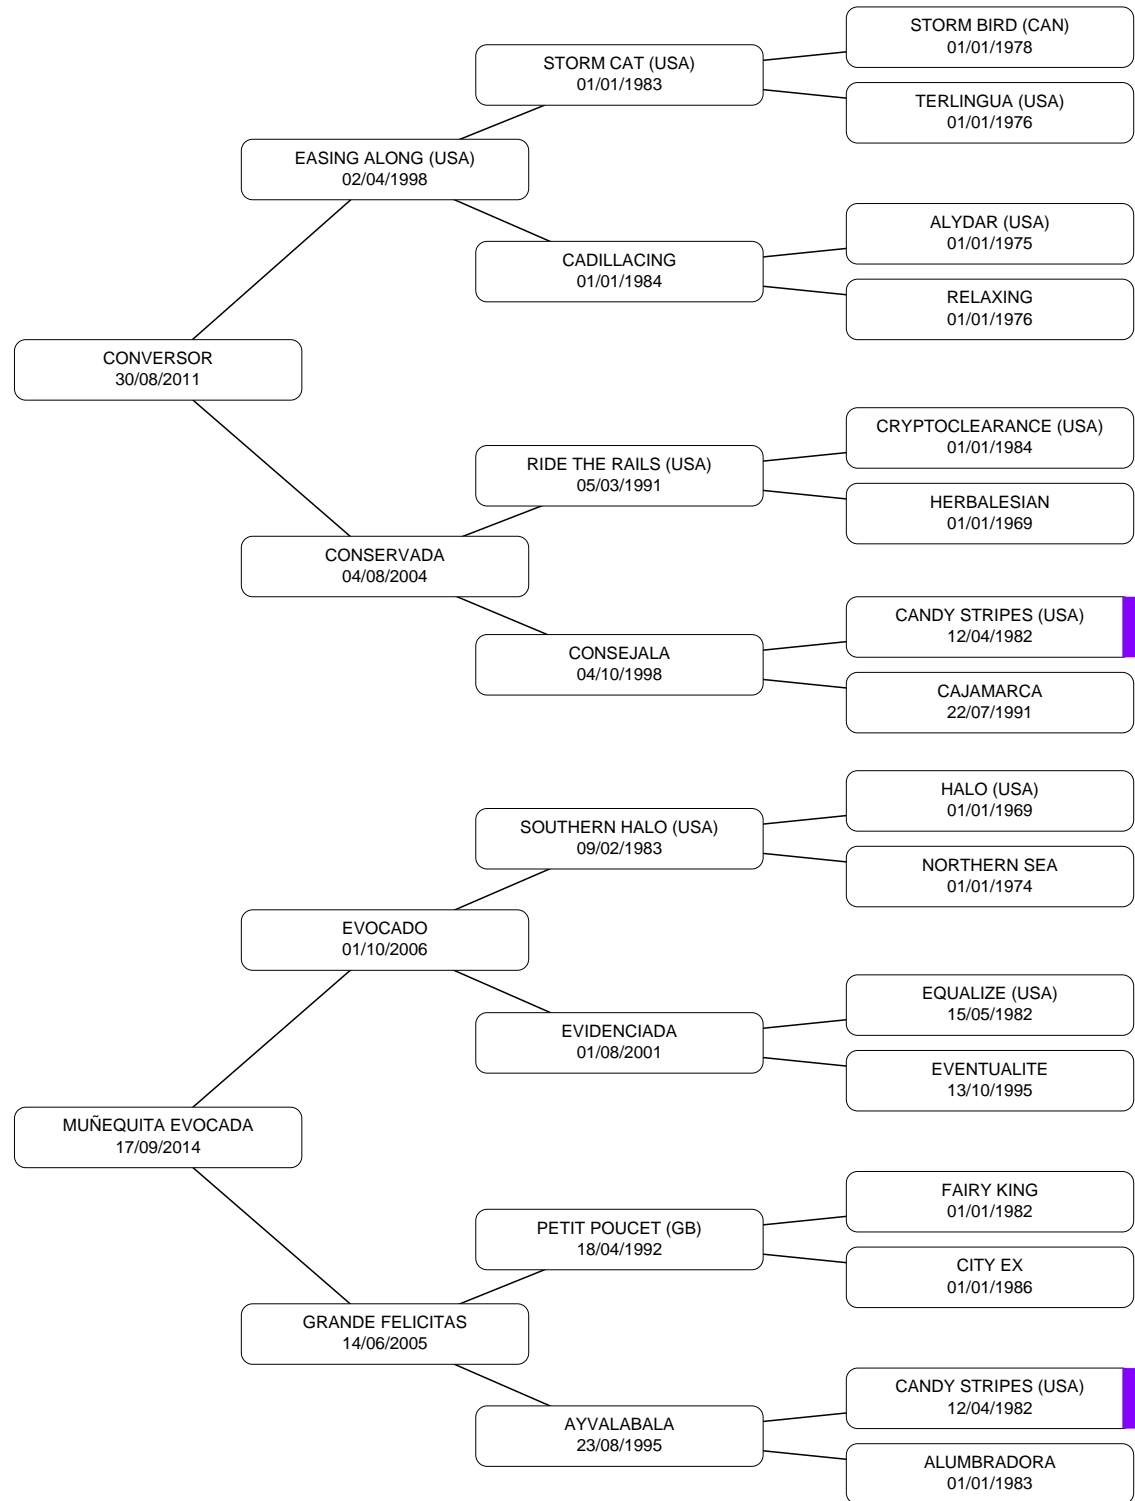 STORM BIRD (CAN)
01/01/1978
STORM CAT (USA)
01/01/1983
TERLINGUA (USA)
01/01/1976
EASING ALONG (USA)
02/04/1998
ALYDAR (USA)
01/01/1975
CADILLACING
01/01/1984
RELAXING
01/01/1976
CONVERSOR
30/08/2011
CRYPTOCLEARANCE (USA)
01/01/1984
RIDE THE RAILS (USA)
05/03/1991
HERBALESIAN
01/01/1969
CONSERVADA
04/08/2004
CANDY STRIPES (USA)
12/04/1982
CONSEJALA
04/10/1998
CAJAMARCA
22/07/1991
HALO (USA)
01/01/1969
SOUTHERN HALO (USA)
09/02/1983
NORTHERN SEA
01/01/1974
EVOCADO
01/10/2006
EQUALIZE (USA)
15/05/1982
EVIDENCIADA
01/08/2001
EVENTUALITE
13/10/1995
MUÑEQUITA EVOCADA
17/09/2014
FAIRY KING
01/01/1982
PETIT POUCET (GB)
18/04/1992
CITY EX
01/01/1986
GRANDE FELICITAS
14/06/2005
CANDY STRIPES (USA)
12/04/1982
AYVALABALA
23/08/1995
ALUMBRADORA
01/01/1983